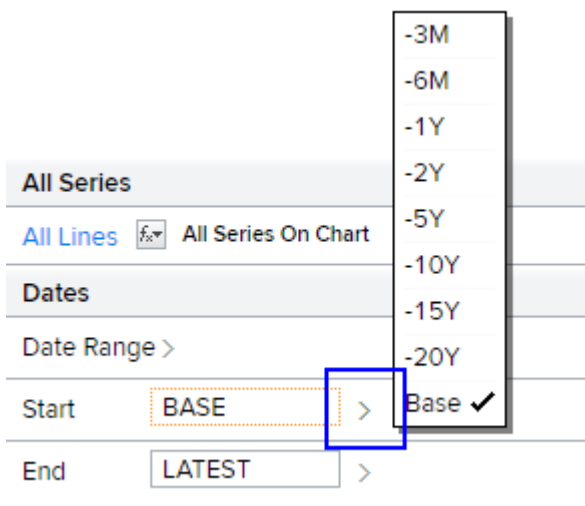 -3M
-6M
-1Y
-2Y
-5Y
-10Y
-15Y
-20Y
Base ✔
All Series
All Lines fx All Series On Chart
Dates
Date Range >
Start BASE >
End LATEST >